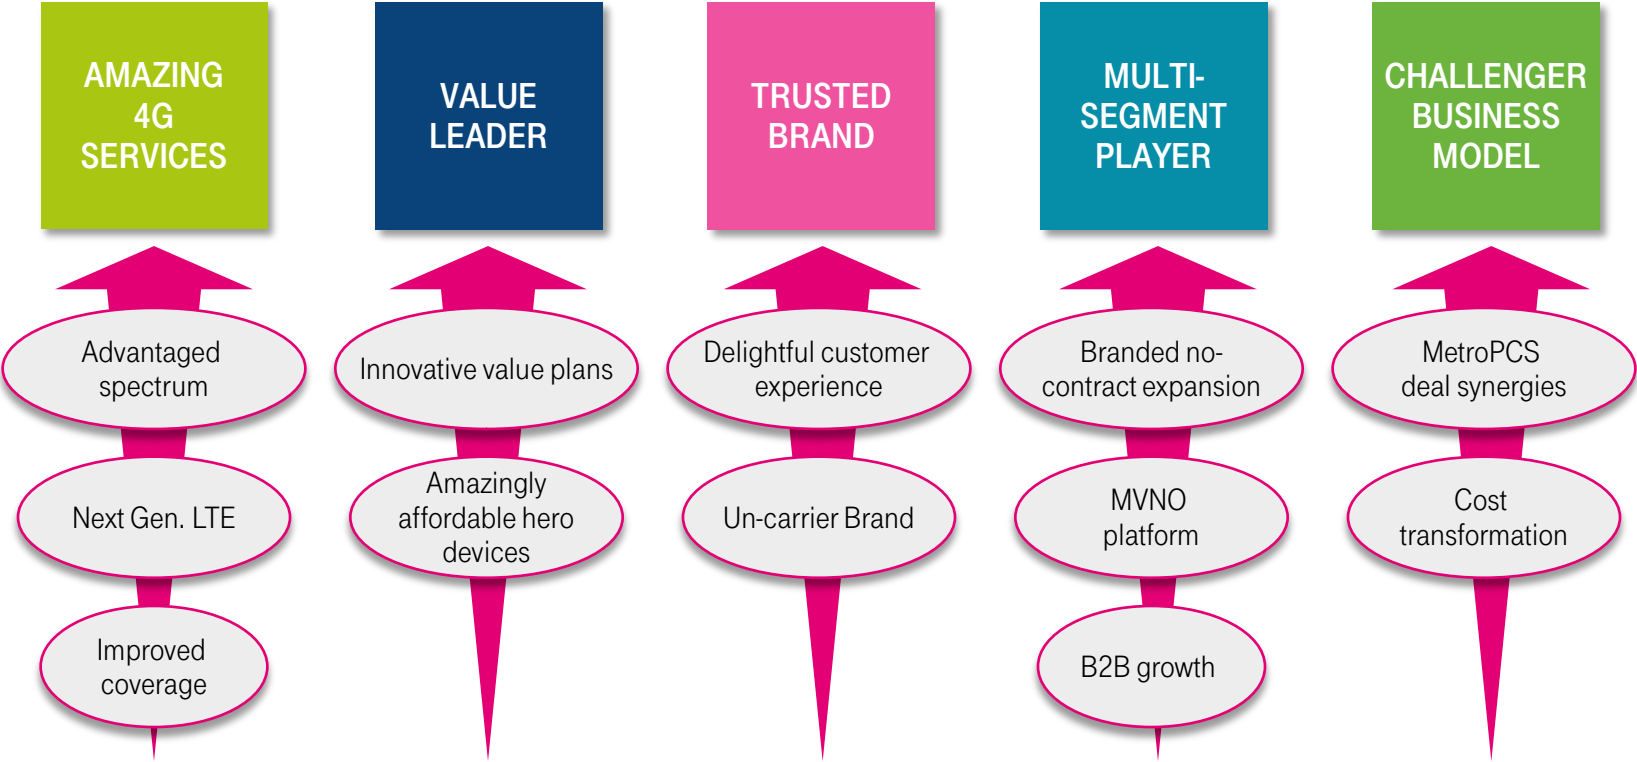 AMAZING
4G
SERVICES
VALUE
LEADER
TRUSTED
BRAND
MULTI-
SEGMENT
PLAYER
CHALLENGER
BUSINESS
MODEL
Advantaged
spectrum
Innovative value plans
Delightful customer
experience
Branded no-
contract expansion
MetroPCS
deal synergies
Next Gen. LTE
Amazingly
affordable hero
devices
Un-carrier Brand
MVNO
platform
Cost
transformation
Improved
coverage
B2B growth